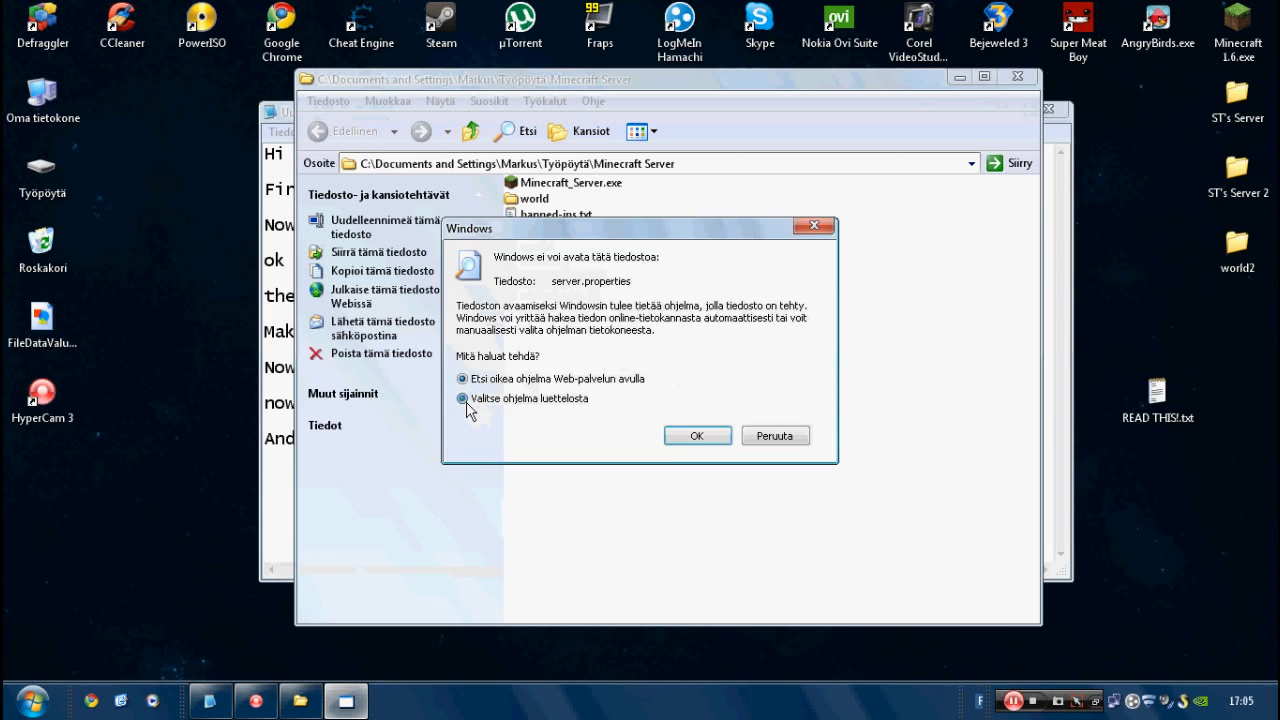 Defraggler
CCleaner
PowerISO
Google Chrome
Cheat Engine
Steam
µTorrent
99
Fraps
LogMeIn Hamachi
Skype
ovi
Nokia Ovi Suite
Corel VideoStud...
Bejeweled 3
Super Meat Boy
AngryBirds.exe
Minecraft 1.6.exe
Oma tietokone
Työpöytä
Roskakori
FileDataValu...
HyperCam 3
ST's Server
ST's Server 2
world2
READ THIS!.txt
C:\Documents and Settings\Markus\Työpöytä\Minecraft Server
Tiedosto Muokkaa Näytä Suosikit Työkalut Ohje
Edellinen Etsi Kansiot
Osoite C:\Documents and Settings\Markus\Työpöytä\Minecraft Server Siirry
Hi
Now
ok
Now
now
Tiedosto- ja kansiotehtävät
Uudelleennimeä tämä
tiedosto
Siirrä tämä tiedosto
Kopioi tämä tiedosto
Julkaise tämä tiedosto
Webissä
Lähetä tämä tiedosto
sähköpostina
Poista tämä tiedosto
Muut sijainnit
Tiedot
Minecraft_Server.exe
world
banned-ips.txt
Windows
Windows ei voi avata tätä tiedostoa:
Tiedosto: server.properties
Tiedoston avaamiseksi Windowsin tulee tietää ohjelma, jolla tiedosto on tehty.
Windows voi yrittää hakea tiedon online-tietokannasta automaattisesti tai voit
manuaalisesti valita ohjelman tietokoneesta.
Mitä haluat tehdä?
Etsi oikea ohjelma Web-palvelun avulla
Valitse ohjelma luettelosta
OK Peruuta
F
17:05